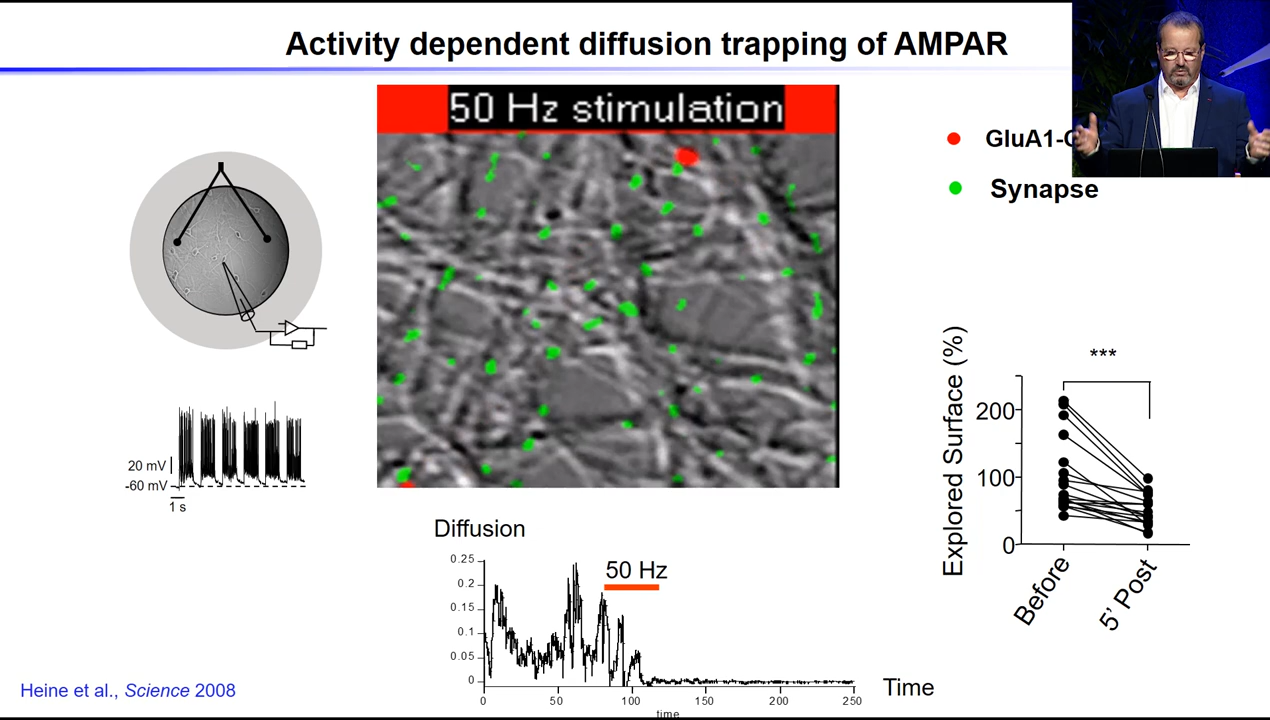 Activity dependent diffusion trapping of AMPAR
50 Hz stimulation
GluA1-
Synapse
20 mV
-60 mV
1 s
Diffusion
50 Hz
0.25
0.2
0.15
0.1
0.05
0
0 50 100 150 200 250
time
Time
Explored Surface (%)
***
200
100
0
Before
5' Post
Heine et al., Science 2008